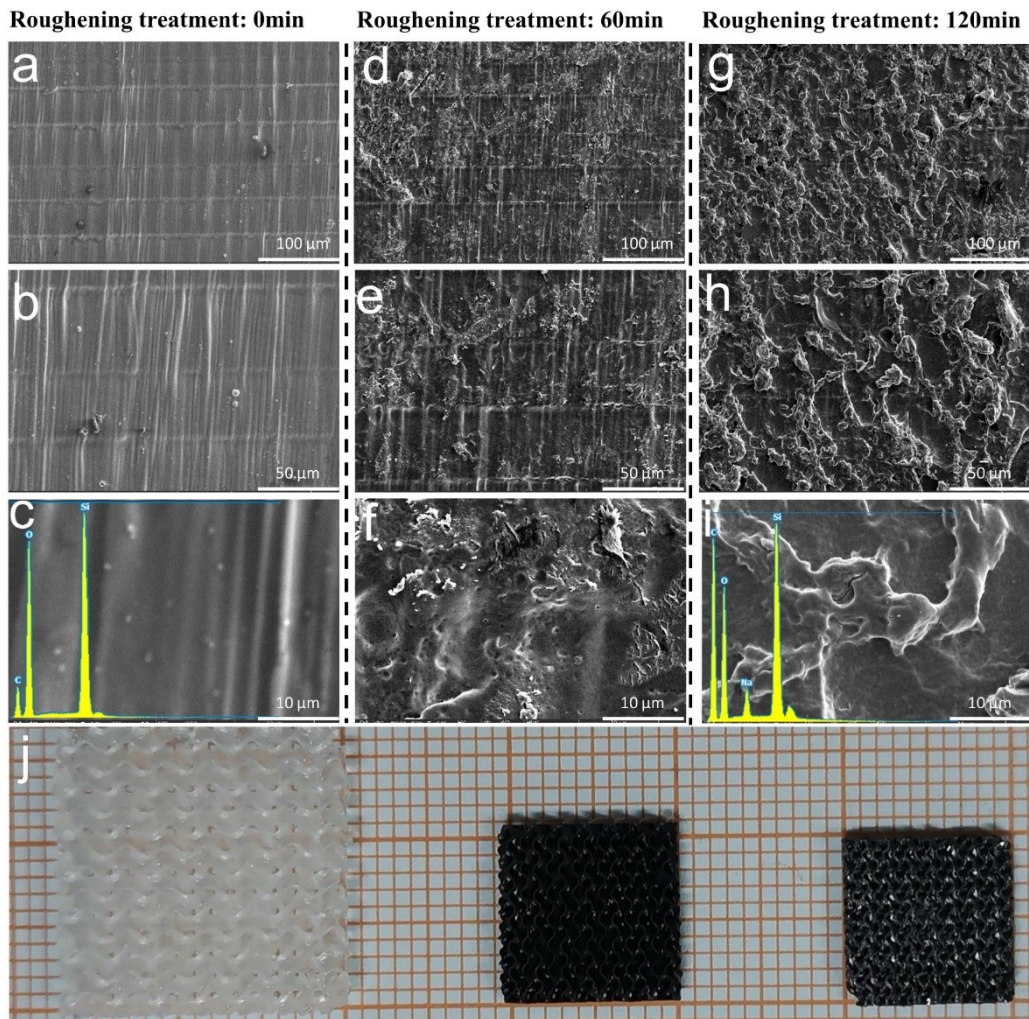 Roughening treatment: 0min
Roughening treatment: 60min
Roughening treatment: 120min
a
100 µm
d
100 µm
g
100 µm
b
50 µm
e
50 µm
h
50 µm
c
Si
O
C
10 µm
f
10 µm
i
C
Si
O
Na
10 µm
j